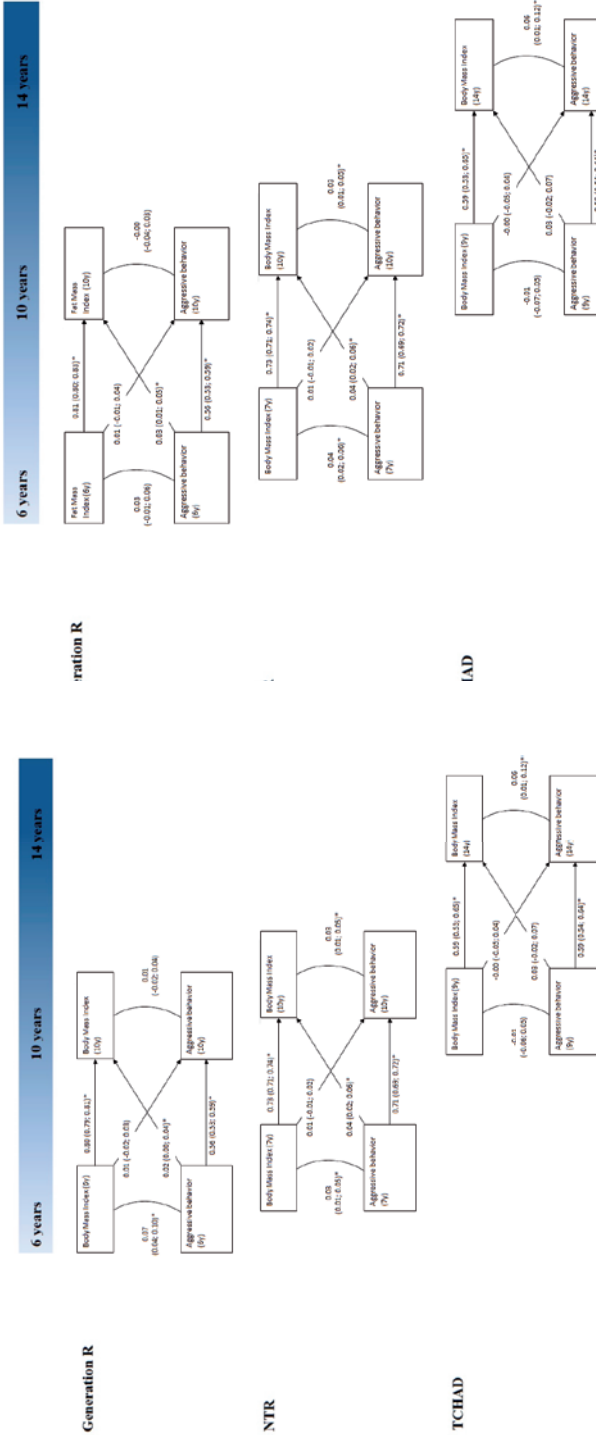 6 years 10 years 14 years
Generation R
Body Mass Index (6y)
Body Mass Index
(10y)
0.80 (0.79; 0.81)*
0.01 (-0.02; 0.03)
0.02 (0.00; 0.04)*
0.56 (0.53; 0.59)*
0.07
(0.04; 0.10)*
0.01
(-0.02; 0.04)
Aggressive behavior
(6y)
Aggressive behavior
(10y)
NTR
Body Mass Index (7y)
Body Mass Index
(10y)
0.73 (0.71; 0.74)*
0.01 (-0.01; 0.02)
0.04 (0.02; 0.06)*
0.71 (0.69; 0.72)*
0.03
(0.01; 0.05)*
0.03
(0.01; 0.05)*
Aggressive behavior
(7y)
Aggressive behavior
(10y)
TCHAD
Body Mass Index (9y)
Body Mass Index
(14y)
0.59 (0.53; 0.65)*
-0.00 (-0.05; 0.04)
0.03 (-0.02; 0.07)
0.59 (0.54; 0.64)*
-0.01
(-0.06; 0.05)
0.06
(0.01; 0.12)*
Aggressive behavior
(9y)
Aggressive behavior
(14y)
6 years 10 years 14 years
ration R
Fat Mass
Index (6y)
Fat Mass
Index (10y)
0.81 (0.80; 0.83)*
0.01 (-0.01; 0.04)
0.03 (0.01; 0.05)*
0.56 (0.53; 0.59)*
0.03
(-0.01; 0.06)
-0.00
(-0.04; 0.03)
Aggressive behavior
(6y)
Aggressive behavior
(10y)
Body Mass Index (7y)
Body Mass Index
(10y)
0.73 (0.71; 0.74)*
0.01 (-0.01; 0.02)
0.04 (0.02; 0.06)*
0.71 (0.69; 0.72)*
0.04
0.03
(0.01; 0.05)*
Aggressive behavior
(7y)
Aggressive behavior
(10y)
IAD
Body Mass Index (9y)
Body Mass Index
(14y)
0.59 (0.53; 0.65)*
-0.00 (-0.05; 0.04)
0.03 (-0.02; 0.07)
-0.01
(-0.07; 0.05)
0.06
(0.01; 0.12)*
Aggressive behavior
(9y)
Aggressive behavior
(14y)